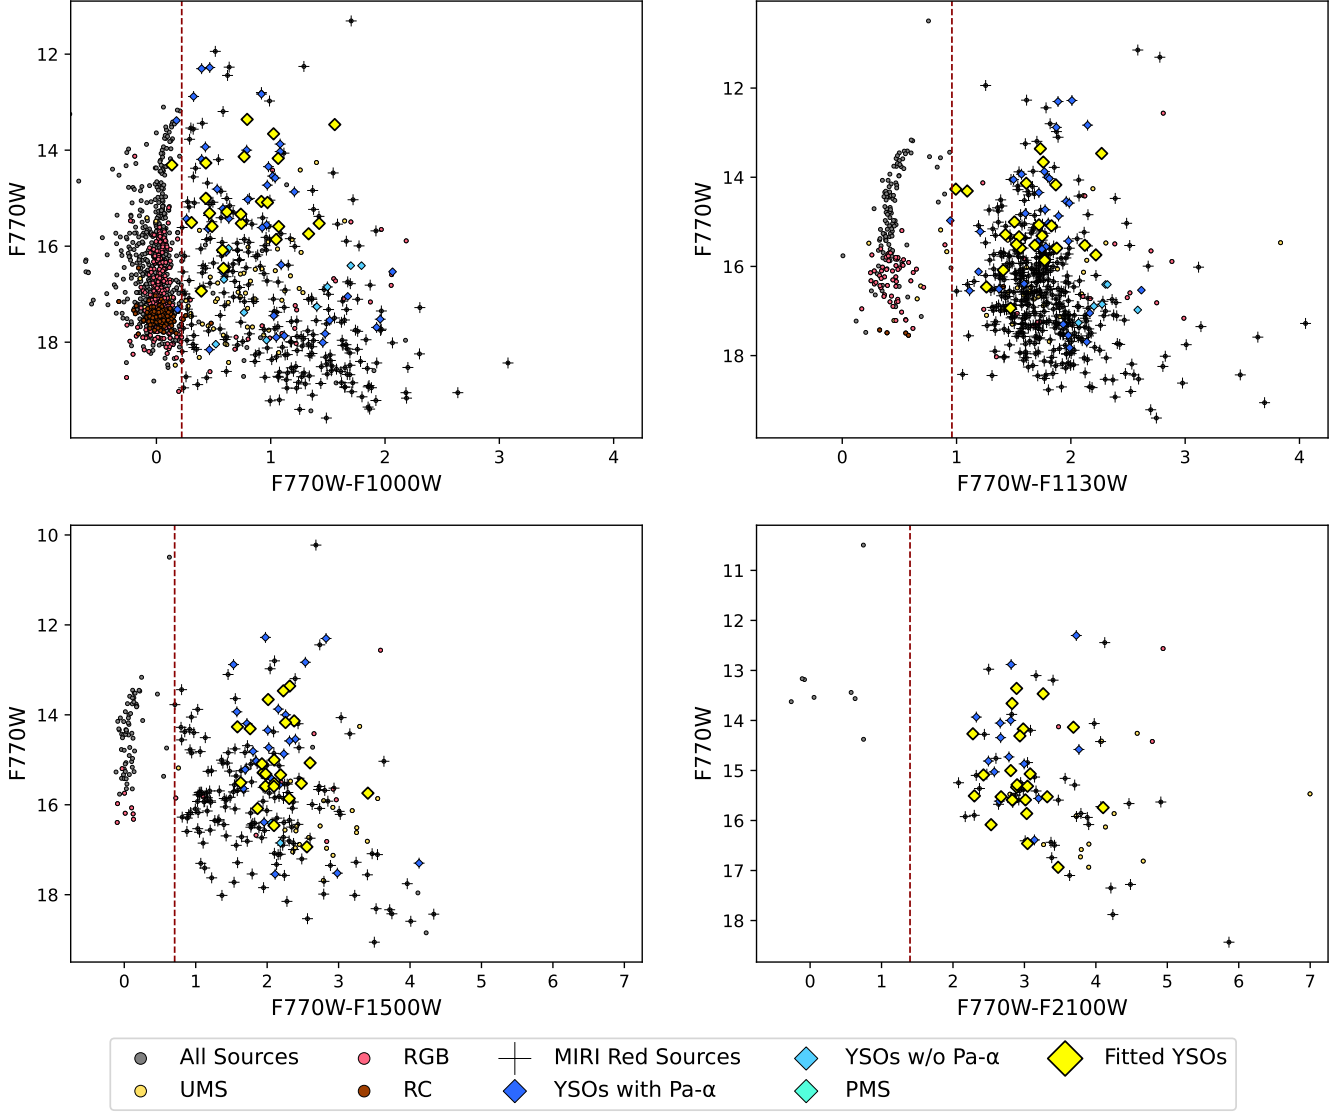 12
14
16
18
F770W
0
1
2
3
4
F770W-F1000W
12
14
16
18
F770W
0
1
2
3
4
F770W-F1130W
10
12
14
16
18
F770W
0
1
2
3
4
5
6
7
F770W-F1500W
11
12
13
14
15
16
17
18
F770W
0
1
2
3
4
5
6
7
F770W-F2100W
All Sources
UMS
RGB
RC
MIRI Red Sources
YSOs with Pa-α
YSOs w/o Pa-α
PMS
Fitted YSOs